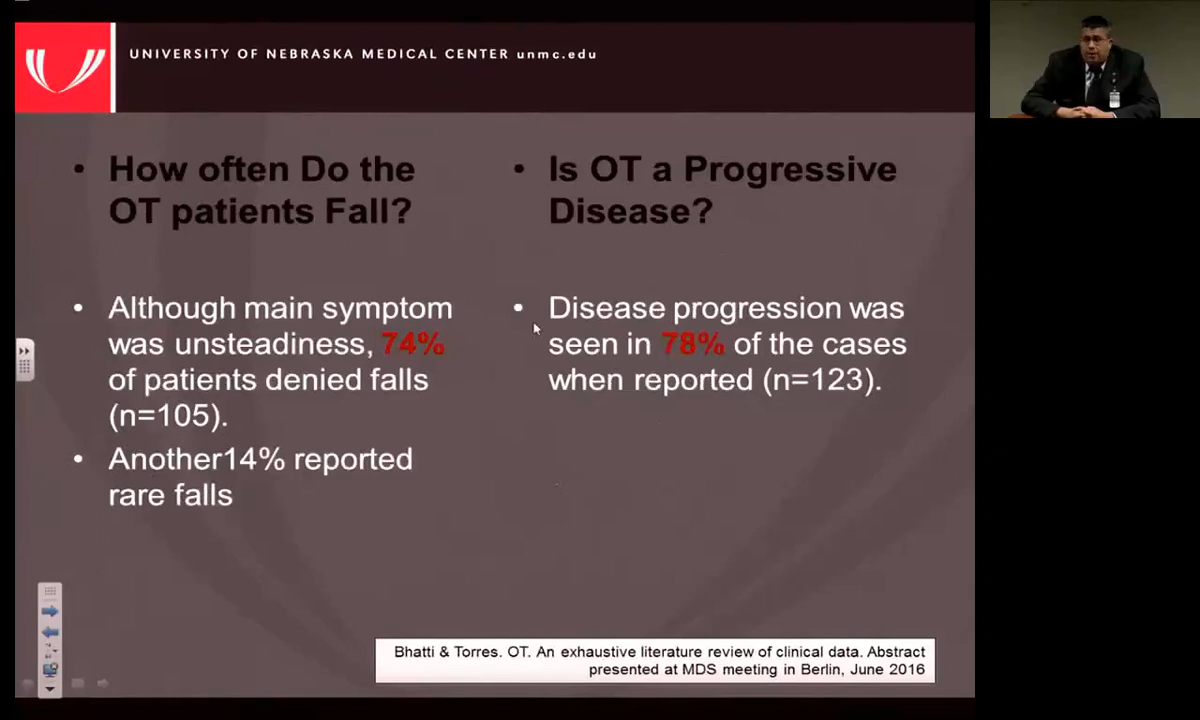 UNIVERSITY OF NEBRASKA MEDICAL CENTER unmc.edu
• How often Do the
OT patients Fall?
• Although main symptom
was unsteadiness, 74%
of patients denied falls
(n=105).
• Another14% reported
rare falls
• Is OT a Progressive
Disease?
• Disease progression was
seen in 78% of the cases
when reported (n=123).
Bhatti & Torres. OT. An exhaustive literature review of clinical data. Abstract
presented at MDS meeting in Berlin, June 2016